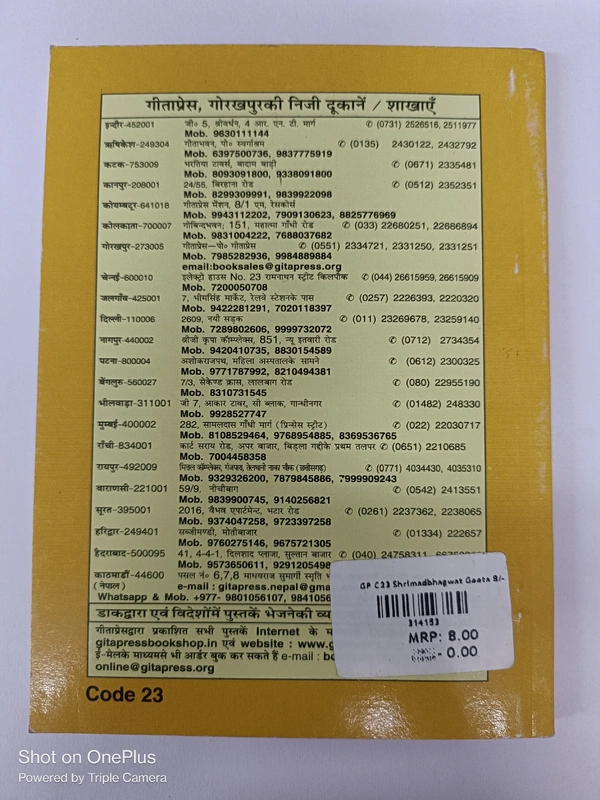 गीताप्रेस, गोरखपुरकी निजी दूकानें / शाखाएँ
इन्दौर-452001 जी० 5, श्रीवर्धन, 4 आर. एन. टी. मार्ग ✆ (0731) 2526516, 2511977
Mob. 9630111144
ऋषिकेश-249304 गीताभवन, पो० स्वर्गाश्रम ✆ (0135) 2430122, 2432792
Mob. 6397500736, 9837775919
कटक-753009 भरतिया टावर्स, बादाम बाड़ी ✆ (0671) 2335481
Mob. 8093091800, 9338091800
कानपुर-208001 24/55, बिरहाना रोड ✆ (0512) 2352351
Mob. 8299309991, 9839922098
कोयम्बटूर-641018 गीताप्रेस मेंशन, 8/1 एम, रेसकोर्स
Mob. 9943112202, 7909130623, 8825776969
कोलकाता-700007 गोबिन्दभवन; 151, महात्मा गाँधी रोड ✆ (033) 22680251, 22686894
Mob. 9831004222, 7688037682
गोरखपुर-273005 गीताप्रेस—पो० गीताप्रेस ✆ (0551) 2334721, 2331250, 2331251
Mob. 7985282936, 9984889884
email:booksales@gitapress.org
चेन्नई-600010 इलेक्ट्रो हाउस No. 23 रामनाथन स्ट्रीट किलपौक ✆ (044) 26615959, 26615909
Mob. 7200050708
जलगाँव-425001 7, भीमसिंह मार्केट, रेलवे स्टेशनके पास ✆ (0257) 2226393, 2220320
Mob. 9422281291, 7020118397
दिल्ली-110006 2609, नयी सड़क ✆ (011) 23269678, 23259140
Mob. 7289802606, 9999732072
नागपुर-440002 श्रीजी कृपा कॉम्प्लेक्स, 851, न्यू इतवारी रोड ✆ (0712) 2734354
Mob. 9420410735, 8830154589
पटना-800004 अशोकराजपथ, महिला अस्पतालके सामने ✆ (0612) 2300325
Mob. 9771787992, 8210494381
बेंगलुरु-560027 7/3, सेकेण्ड क्रास, लालबाग रोड ✆ (080) 22955190
Mob. 8310731545
भीलवाड़ा-311001 जी 7, आकार टावर, सी ब्लाक, गान्धीनगर ✆ (01482) 248330
Mob. 9928527747
मुम्बई-400002 282, सामलदास गाँधी मार्ग (प्रिन्सेस स्ट्रीट) ✆ (022) 22030717
Mob. 8108529464, 9768954885, 8369536765
राँची-834001 कार्ट सराय रोड, अपर बाजार, बिड़ला गद्दीके प्रथम तलपर ✆ (0651) 2210685
Mob. 7004458358
रायपुर-492009 मित्तल कॉम्प्लेक्स, गंजपारा, तेलघानी नाका चौक (छत्तीसगढ़) ✆ (0771) 4034430, 4035310
Mob. 9329326200, 7879845886, 7999909243
वाराणसी-221001 59/9, नीचीबाग ✆ (0542) 2413551
Mob. 9839900745, 9140256821
सूरत-395001 2016, वैभव एपार्टमेन्ट, भटार रोड ✆ (0261) 2237362, 2238065
Mob. 9374047258, 9723397258
हरिद्वार-249401 सब्जीमण्डी, मोतीबाजार ✆ (01334) 222657
Mob. 9760275146, 9675721305
हैदराबाद-500095 41, 4-4-1, दिलशाद प्लाजा, सुल्तान बाजार ✆ (040) 24758311,
Mob. 9573650611,
काठमाडौं-44600 पसल नं० 6,7,8 माधवराज सुमार्गी स्मृति
(नेपाल) e-mail : gitapress.nepal@gma
Whatsapp & Mob. +977- 9801056107,
डाकद्वारा एवं विदेशोंमें पुस्तकें भेजनेकी
गीताप्रेसद्वारा प्रकाशित सभी पुस्तकें Internet के
gitapressbookshop.in एवं website : www.g
ई-मेलके माध्यमसे भी आर्डर बुक कर सकते हैं e-mail :
online@gitapress.org
GP C23 Shrimadbhagwat Geeta 8/-
314153
MRP: 8.00
- 0.00
Code 23
Shot on OnePlus
Powered by Triple Camera